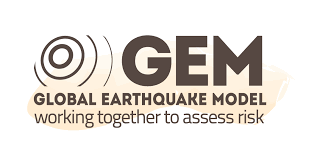 GEM
GLOBAL EARTHQUAKE MODEL
working together to assess risk